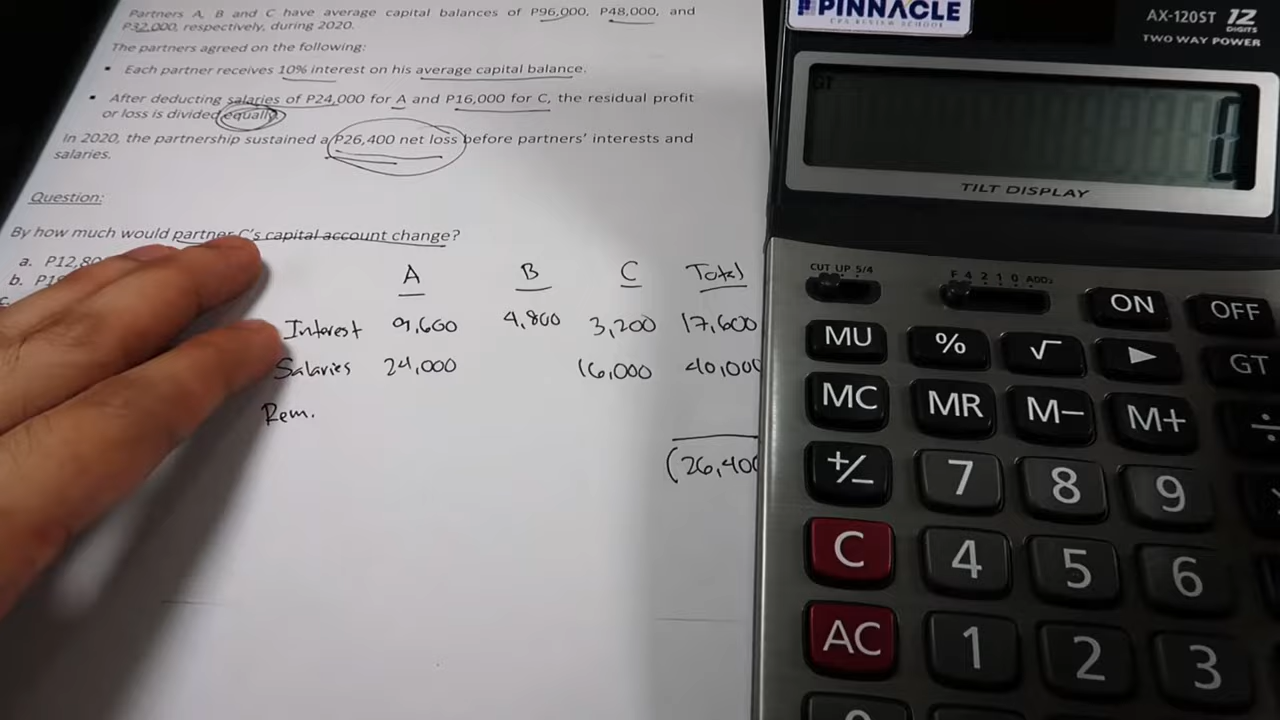 Partners A, B and C have average capital balances of P96,000, P48,000, and
P32,000, respectively, during 2020.
The partners agreed on the following:
▪ Each partner receives 10% interest on his average capital balance.
▪ After deducting salaries of P24,000 for A and P16,000 for C, the residual profit
or loss is divided equally.
In 2020, the partnership sustained a P26,400 net loss before partners' interests and
salaries.
Question:
By how much would partner C's capital account change?
a. P12,80
b. P1
c.
A B C Total
Interest 9,600 4,800 3,200 17,600
Salaries 24,000 16,000 40,000
Rem.
(26,400
PINNACLE
CPA REVIEW SCHOOL
AX-120ST 12
DIGITS
TWO WAY POWER
GT
TILT DISPLAY
CUT UP 5/4
F 4 2 1 0 ADD₂
ON OFF
MU % √ ▶ GT
MC MR M− M+ ÷
+/− 7 8 9
C 4 5 6
AC 1 2 3